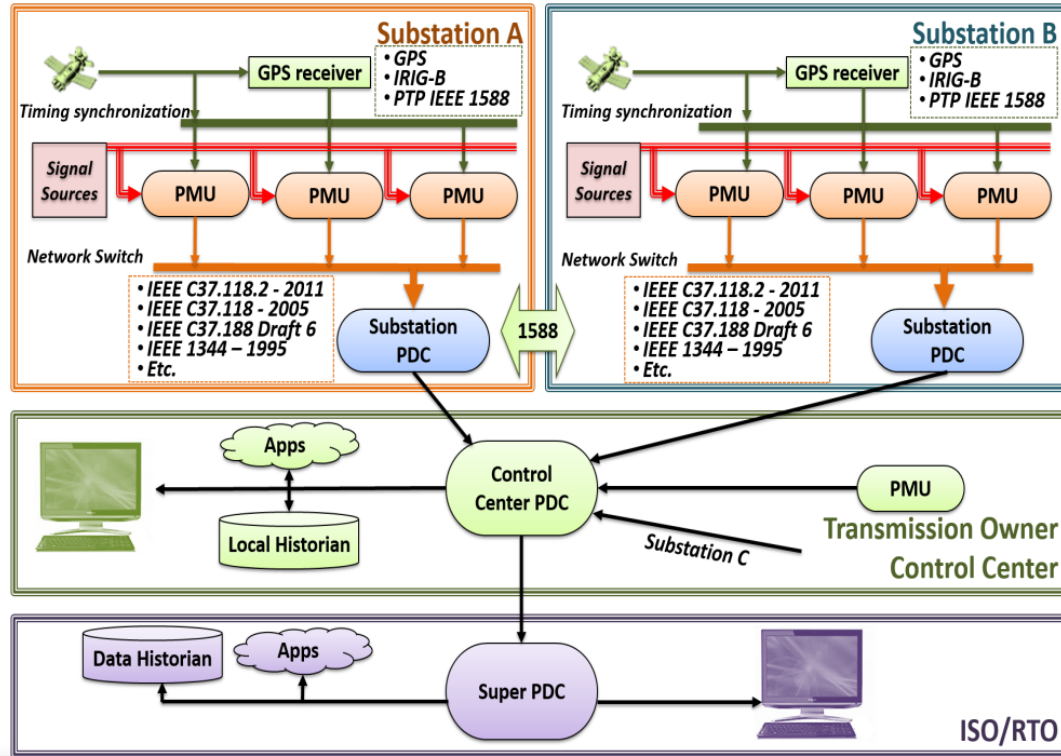 Substation A
GPS receiver
• GPS
• IRIG-B
• PTP IEEE 1588
Timing synchronization
Signal
Sources
PMU
PMU
PMU
Network Switch
• IEEE C37.118.2 - 2011
• IEEE C37.118 - 2005
• IEEE C37.188 Draft 6
• IEEE 1344 – 1995
• Etc.
Substation
PDC
1588
Substation B
GPS receiver
• GPS
• IRIG-B
• PTP IEEE 1588
Timing synchronization
Signal
Sources
PMU
PMU
PMU
Network Switch
• IEEE C37.118.2 - 2011
• IEEE C37.118 - 2005
• IEEE C37.188 Draft 6
• IEEE 1344 – 1995
• Etc.
Substation
PDC
Apps
Local Historian
Control
Center PDC
PMU
Substation C
Transmission Owner
Control Center
Data Historian
Apps
Super PDC
ISO/RTO